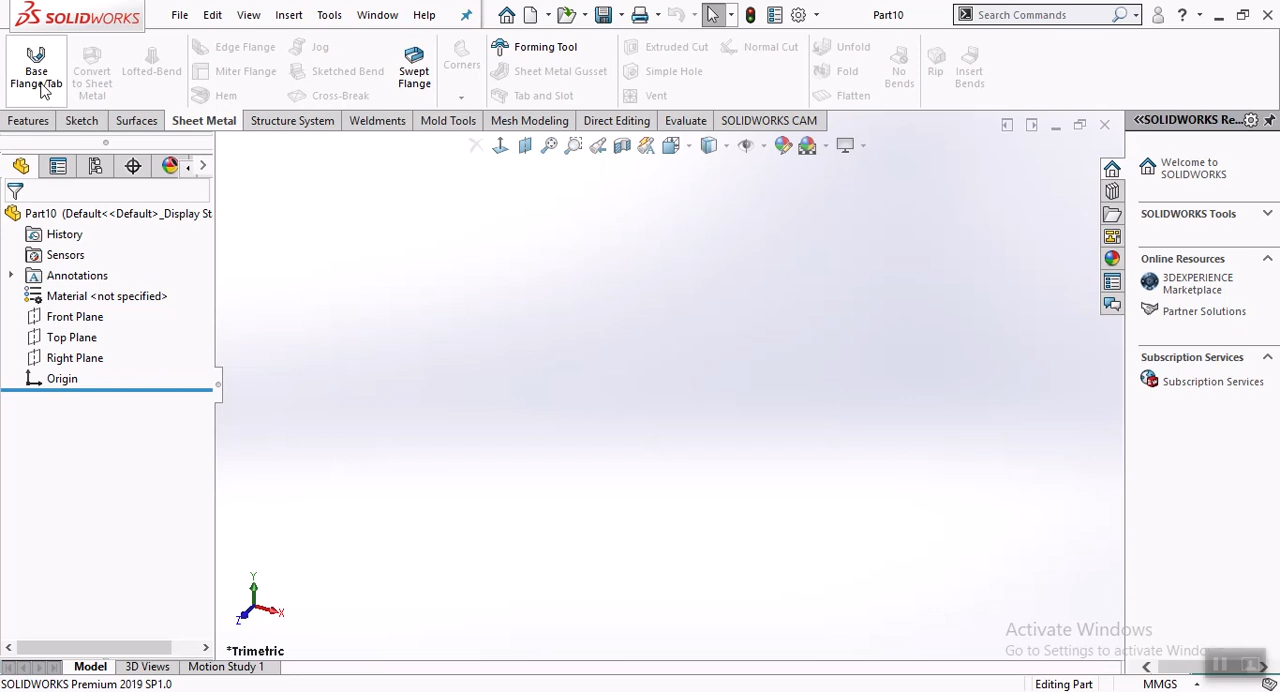 SOLIDWORKS File Edit View Insert Tools Window Help Part10 Search Commands ?
Base Flange/Tab
Convert to Sheet Metal
Lofted-Bend
Edge Flange
Miter Flange
Hem
Jog
Sketched Bend
Cross-Break
Swept Flange
Corners
Forming Tool
Sheet Metal Gusset
Tab and Slot
Extruded Cut
Simple Hole
Vent
Normal Cut
Unfold
Fold
Flatten
No Bends
Rip
Insert Bends
Features Sketch Surfaces Sheet Metal Structure System Weldments Mold Tools Mesh Modeling Direct Editing Evaluate SOLIDWORKS CAM
Part10 (Default<<Default>_Display St
History
Sensors
Annotations
Material <not specified>
Front Plane
Top Plane
Right Plane
Origin
Y
X
Z
*Trimetric
<<SOLIDWORKS Re...
Welcome to
SOLIDWORKS
SOLIDWORKS Tools
Online Resources
3DEXPERIENCE
Marketplace
Partner Solutions
Subscription Services
Subscription Services
Activate Windows
Go to Settings to activate
Model 3D Views Motion Study 1
SOLIDWORKS Premium 2019 SP1.0 Editing Part MMGS